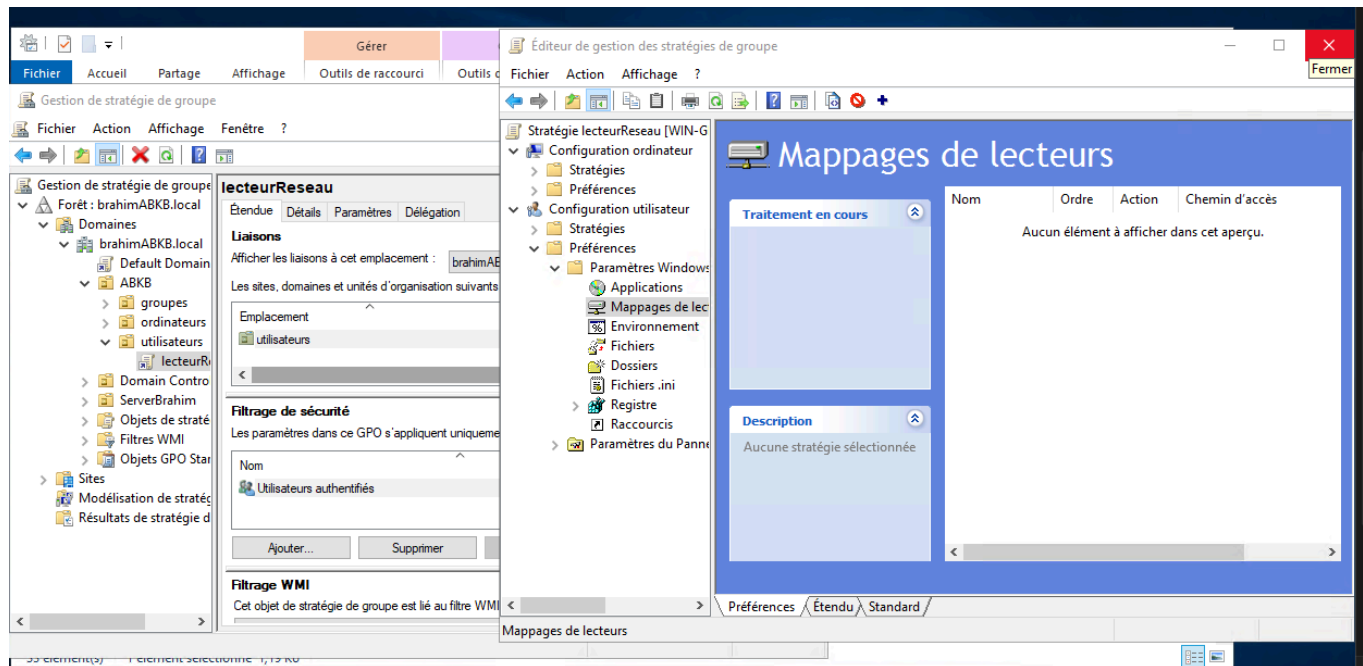 Gérer
Fichier Accueil Partage Affichage Outils de raccourci Outils d
Gestion de stratégie de groupe
Fichier Action Affichage Fenêtre ?
Gestion de stratégie de groupe
Forêt : brahimABKB.local
Domaines
brahimABKB.local
Default Domain
ABKB
groupes
ordinateurs
utilisateurs
lecteurRe
Domain Contro
ServerBrahim
Objets de straté
Filtres WMI
Objets GPO Star
Sites
Modélisation de stratég
Résultats de stratégie d
lecteurReseau
Étendue Détails Paramètres Délégation
Liaisons
Afficher les liaisons à cet emplacement : brahimAB
Les sites, domaines et unités d'organisation suivants
Emplacement
utilisateurs
Filtrage de sécurité
Les paramètres dans ce GPO s'appliquent uniqueme
Nom
Utilisateurs authentifiés
Ajouter... Supprimer
Filtrage WMI
Cet objet de stratégie de groupe est lié au filtre WMI
Éditeur de gestion des stratégies de groupe
Fermer
Fichier Action Affichage ?
Stratégie lecteurReseau [WIN-G
Configuration ordinateur
Stratégies
Préférences
Configuration utilisateur
Stratégies
Préférences
Paramètres Windows
Applications
Mappages de lec
Environnement
Fichiers
Dossiers
Fichiers .ini
Registre
Raccourcis
Paramètres du Panne
Mappages de lecteurs
Traitement en cours
Description
Aucune stratégie sélectionnée
Nom Ordre Action Chemin d'accès
Aucun élément à afficher dans cet aperçu.
Préférences Étendu Standard
Mappages de lecteurs